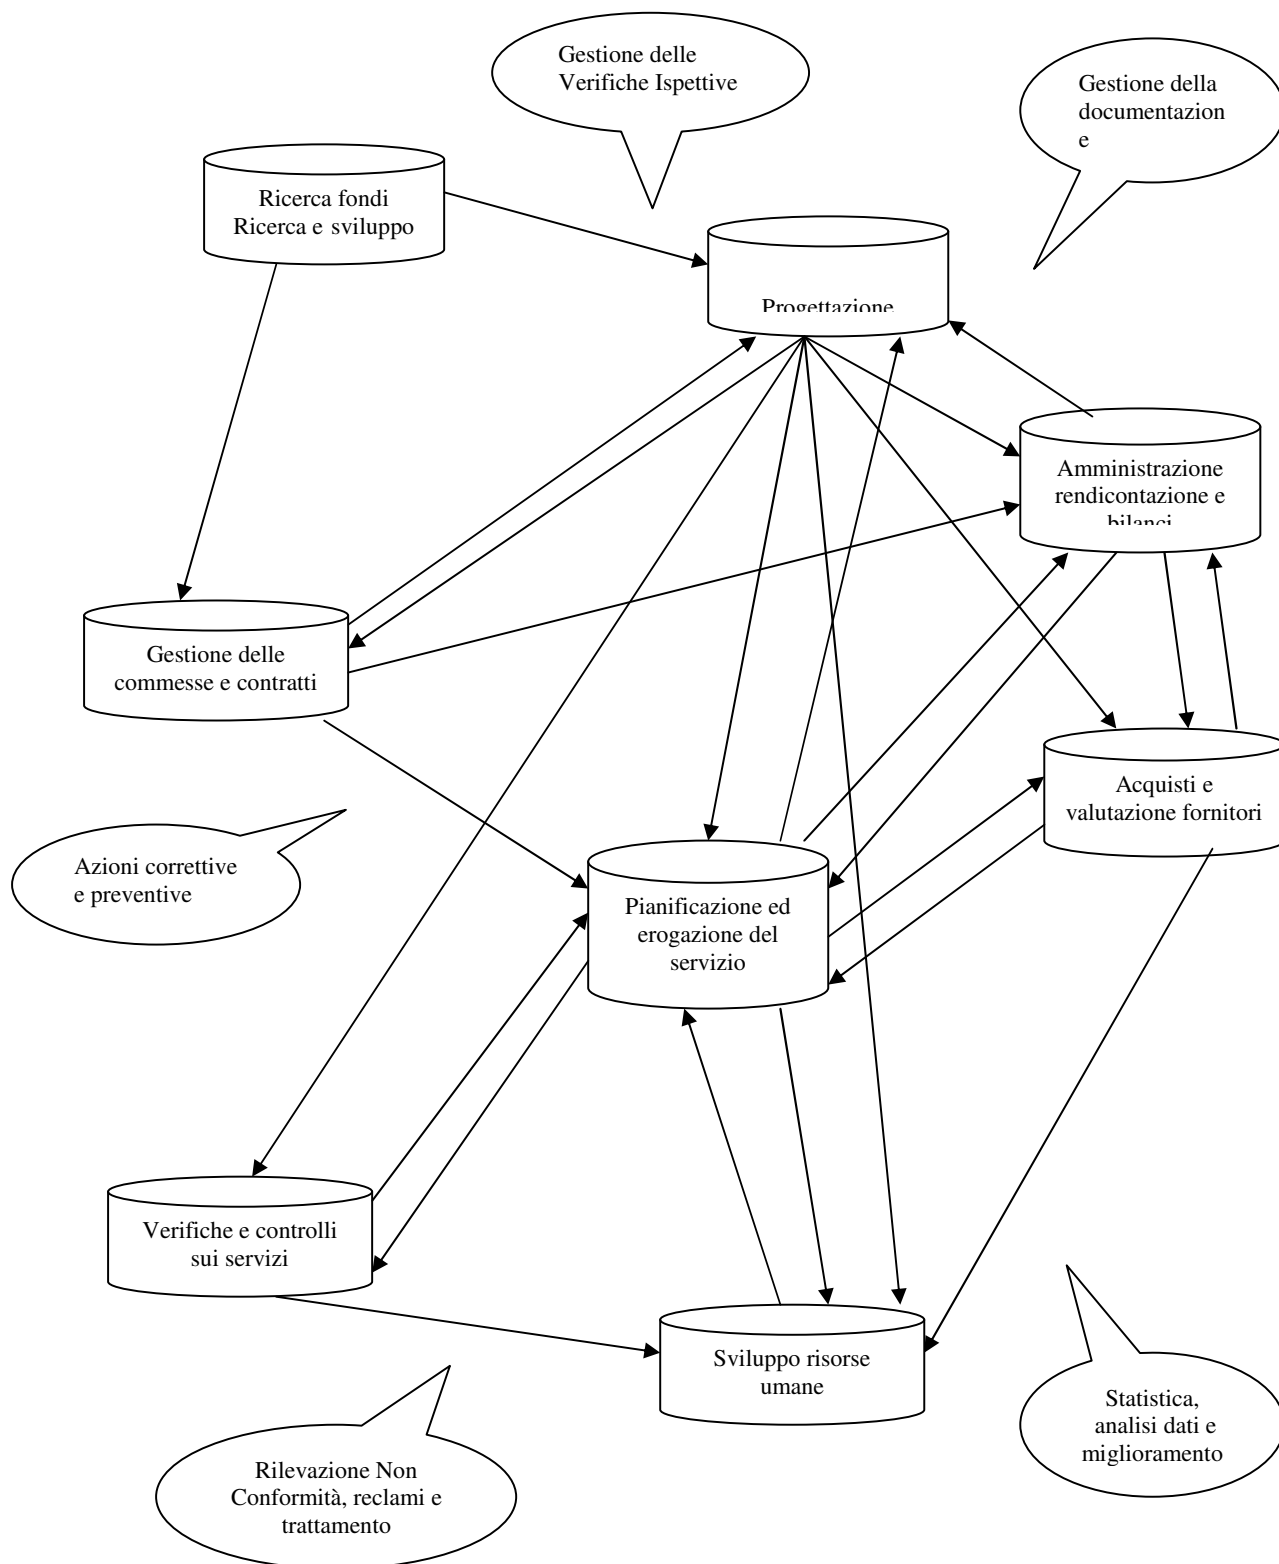 Gestione delle
Verifiche Ispettive
Gestione della
documentazion
e
Ricerca fondi
Ricerca e sviluppo
Progettazione
Amministrazione
rendicontazione e
bilanci
Gestione delle
commesse e contratti
Acquisti e
valutazione fornitori
Azioni correttive
e preventive
Pianificazione ed
erogazione del
servizio
Verifiche e controlli
sui servizi
Sviluppo risorse
umane
Statistica,
analisi dati e
miglioramento
Rilevazione Non
Conformità, reclami e
trattamento